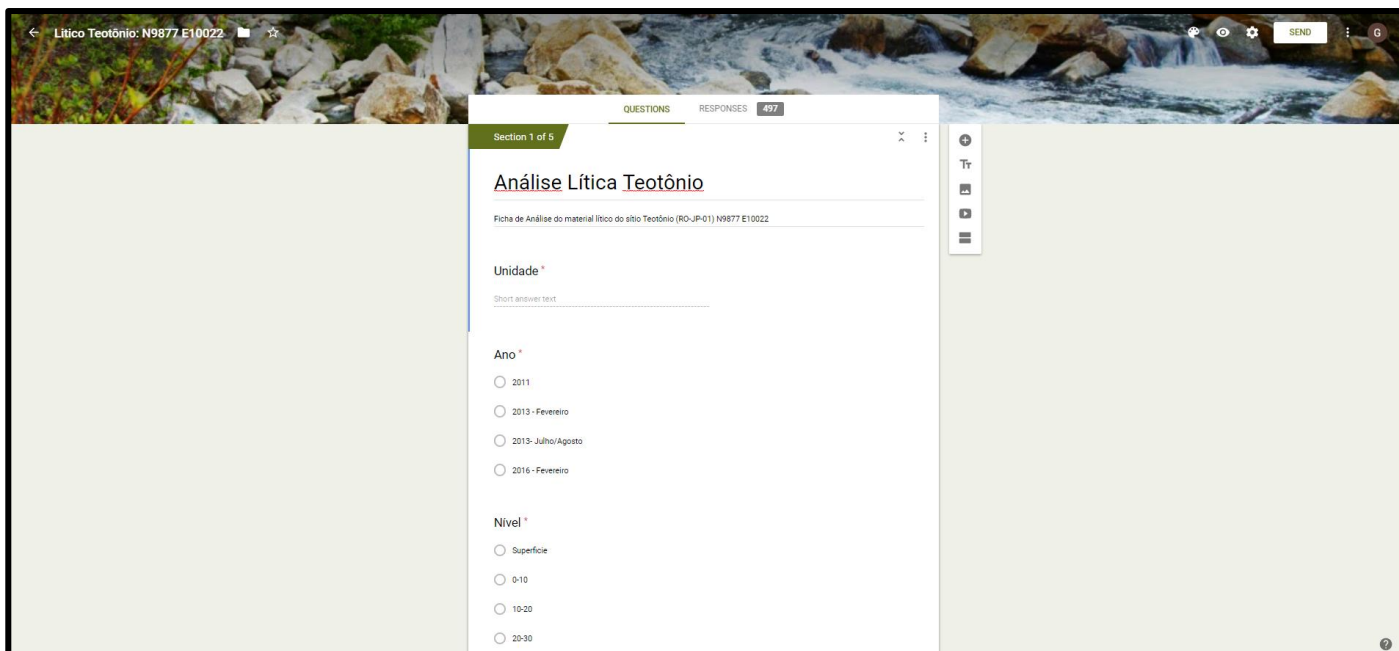 Litico Teotônio: N9877 E10022
SEND
G
QUESTIONS RESPONSES 497
Section 1 of 5
Análise Lítica Teotônio
Ficha de Análise do material lítico do sítio Teotônio (RO-JP-01) N9877 E10022
Tт
Unidade *
Short answer text
Ano *
2011
2013 - Fevereiro
2013- Julho/Agosto
2016 - Fevereiro
Nível *
Superficie
0-10
10-20
20-30